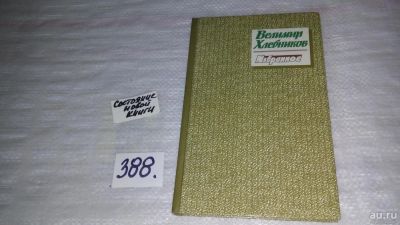 Велимир
Хлебников
Избранное
Состояние
новой
книги
388.
au.ru